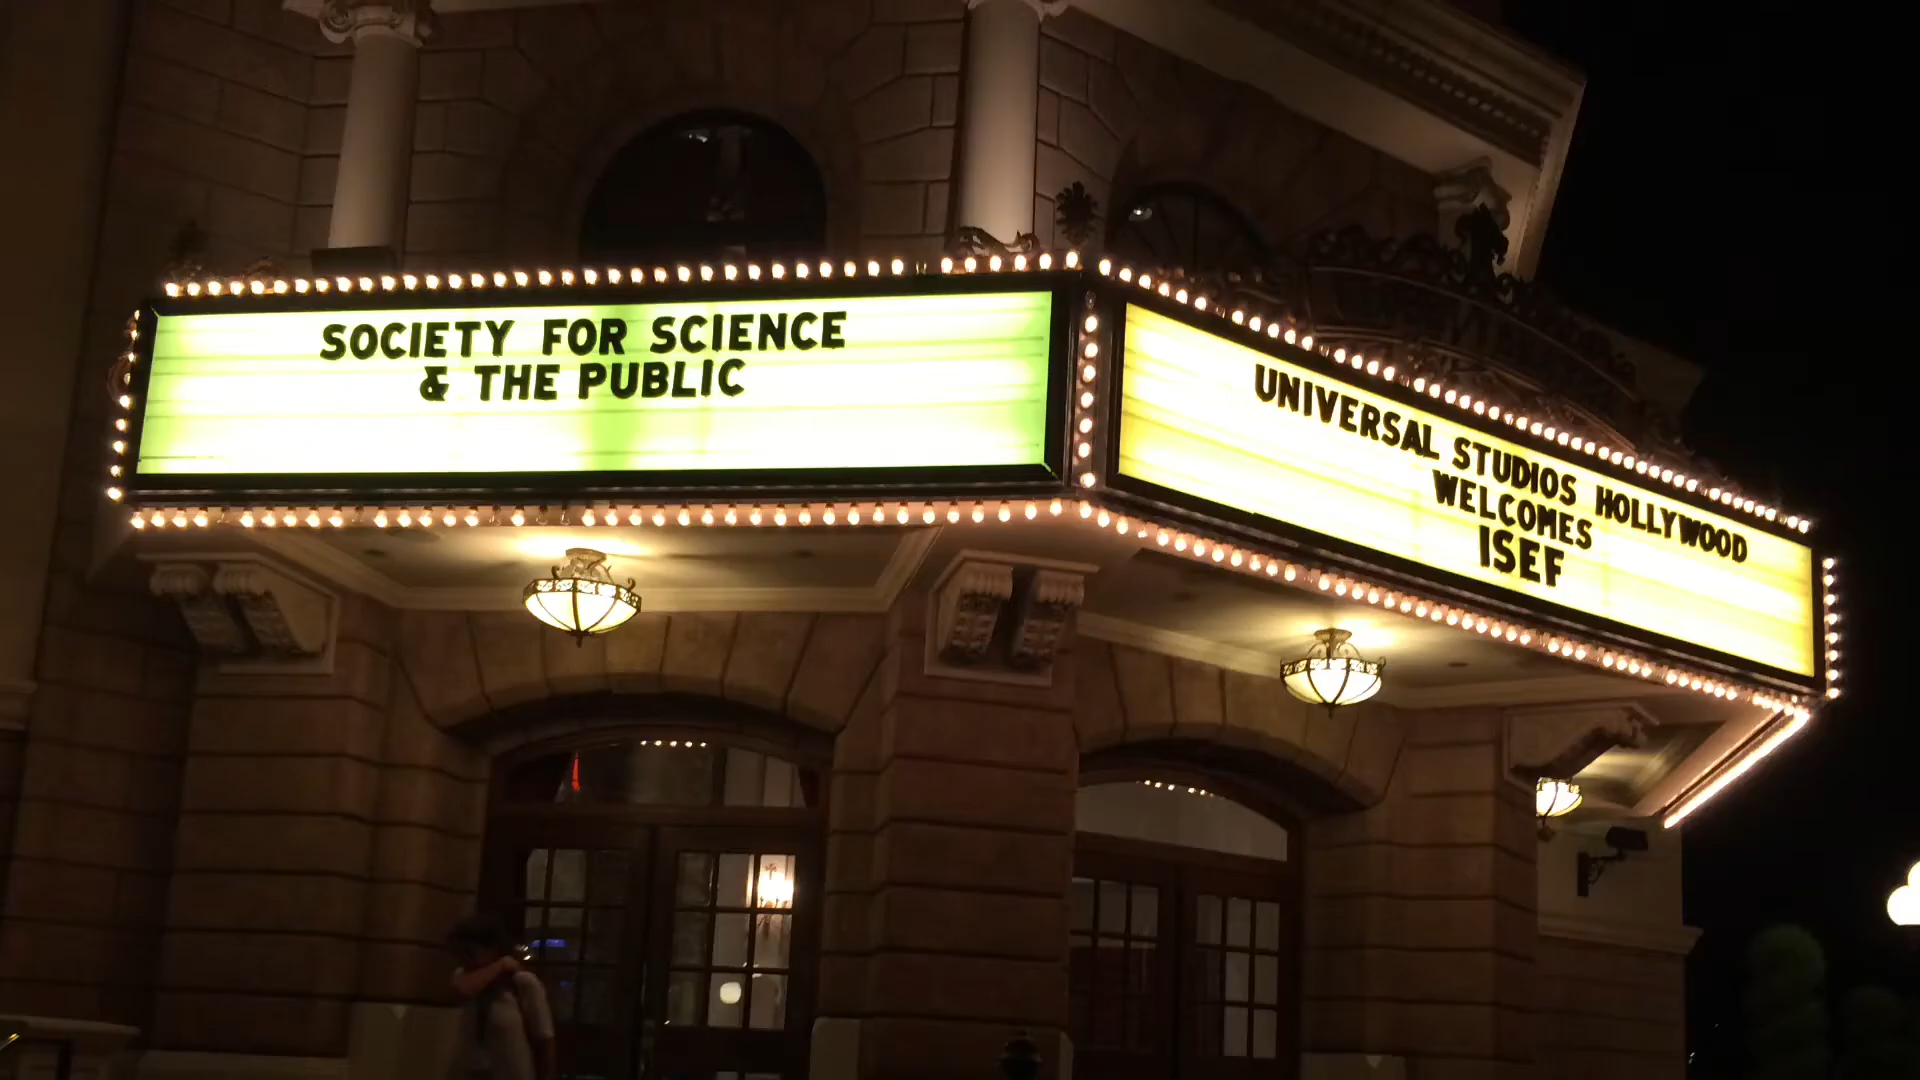 SOCIETY FOR SCIENCE
& THE PUBLIC
UNIVERSAL STUDIOS HOLLYWOOD
WELCOMES
ISEF